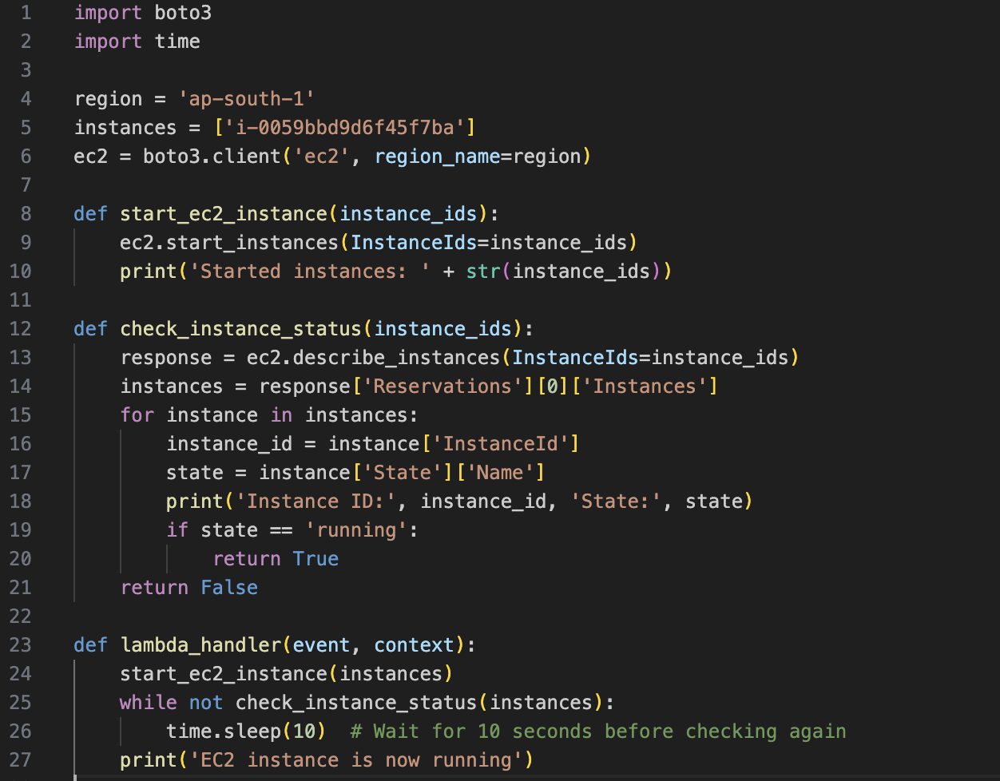 1 import boto3
2 import time
3
4 region = 'ap-south-1'
5 instances = ['i-0059bbd9d6f45f7ba']
6 ec2 = boto3.client('ec2', region_name=region)
7
8 def start_ec2_instance(instance_ids):
9     ec2.start_instances(InstanceIds=instance_ids)
10     print('Started instances: ' + str(instance_ids))
11
12 def check_instance_status(instance_ids):
13     response = ec2.describe_instances(InstanceIds=instance_ids)
14     instances = response['Reservations'][0]['Instances']
15     for instance in instances:
16         instance_id = instance['InstanceId']
17         state = instance['State']['Name']
18         print('Instance ID:', instance_id, 'State:', state)
19         if state == 'running':
20             return True
21     return False
22
23 def lambda_handler(event, context):
24     start_ec2_instance(instances)
25     while not check_instance_status(instances):
26         time.sleep(10)  # Wait for 10 seconds before checking again
27     print('EC2 instance is now running')